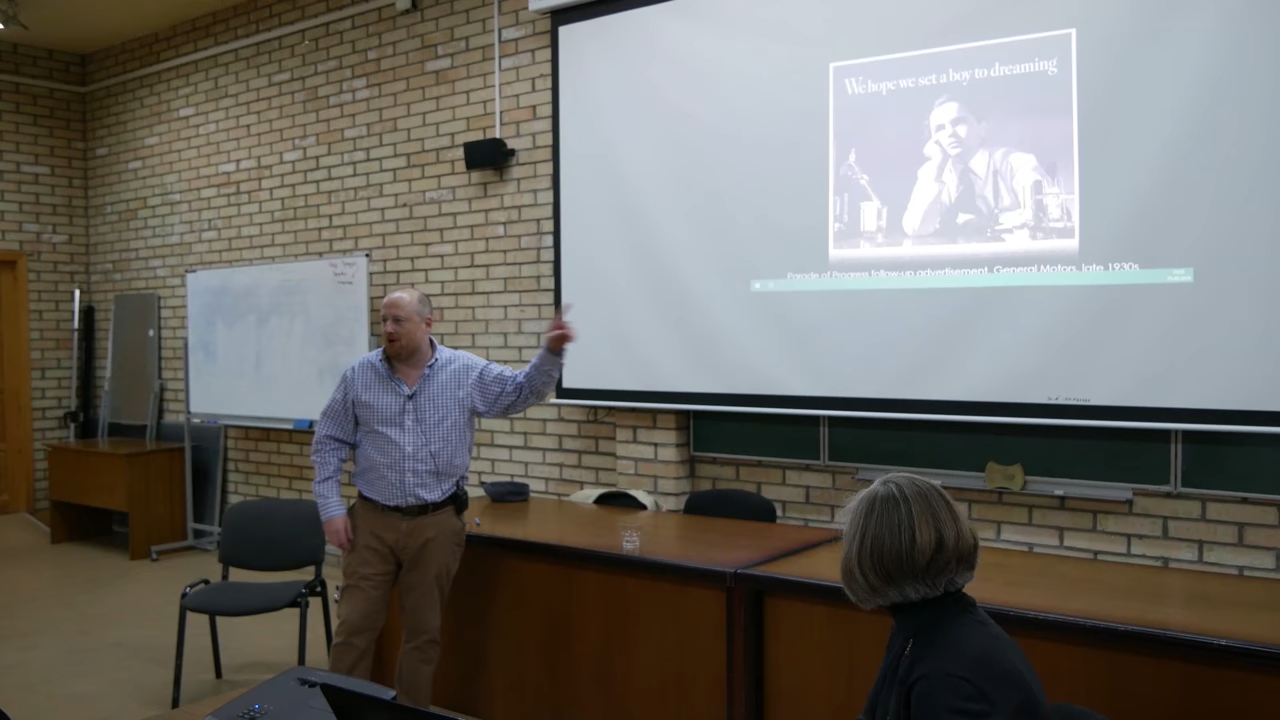 We hope we set a boy to dreaming
Parade of Progress follow-up advertisement, General Motors, late 1930s